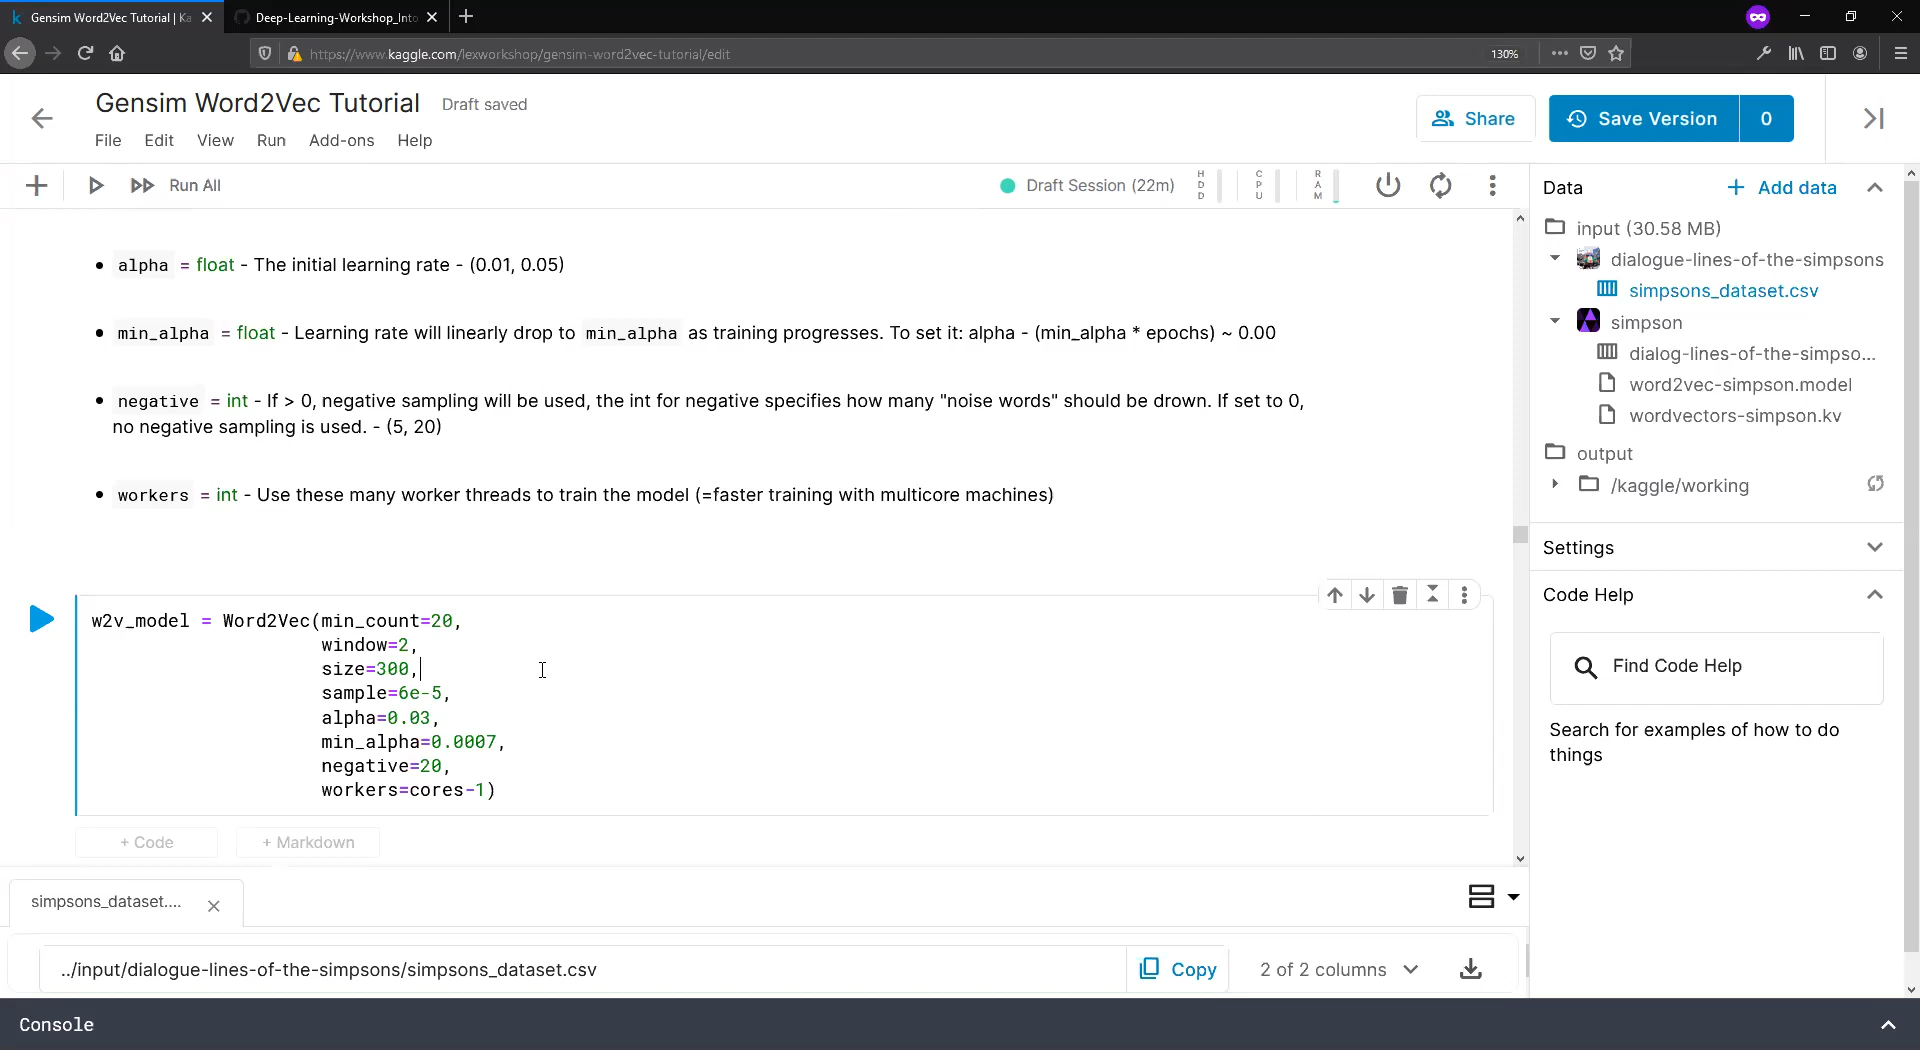 Gensim Word2Vec Tutorial | Ka
Deep-Learning-Workshop_Into
https://www.kaggle.com/lexworkshop/gensim-word2vec-tutorial/edit
130%
Gensim Word2Vec Tutorial
Draft saved
File
Edit
View
Run
Add-ons
Help
Share
Save Version
0
Run All
Draft Session (22m)
HDD
CPU
RAM
• alpha = float - The initial learning rate - (0.01, 0.05)
• min_alpha = float - Learning rate will linearly drop to min_alpha as training progresses. To set it: alpha - (min_alpha * epochs) ~ 0.00
• negative = int - If > 0, negative sampling will be used, the int for negative specifies how many "noise words" should be drown. If set to 0,
no negative sampling is used. - (5, 20)
• workers = int - Use these many worker threads to train the model (=faster training with multicore machines)
w2v_model = Word2Vec(min_count=20,
window=2,
size=300,
sample=6e-5,
alpha=0.03,
min_alpha=0.0007,
negative=20,
workers=cores-1)
+ Code
+ Markdown
simpsons_dataset....
../input/dialogue-lines-of-the-simpsons/simpsons_dataset.csv
Copy
2 of 2 columns
Console
Data
+ Add data
input (30.58 MB)
dialogue-lines-of-the-simpsons
simpsons_dataset.csv
simpson
dialog-lines-of-the-simpso...
word2vec-simpson.model
wordvectors-simpson.kv
output
/kaggle/working
Settings
Code Help
Find Code Help
Search for examples of how to do
things